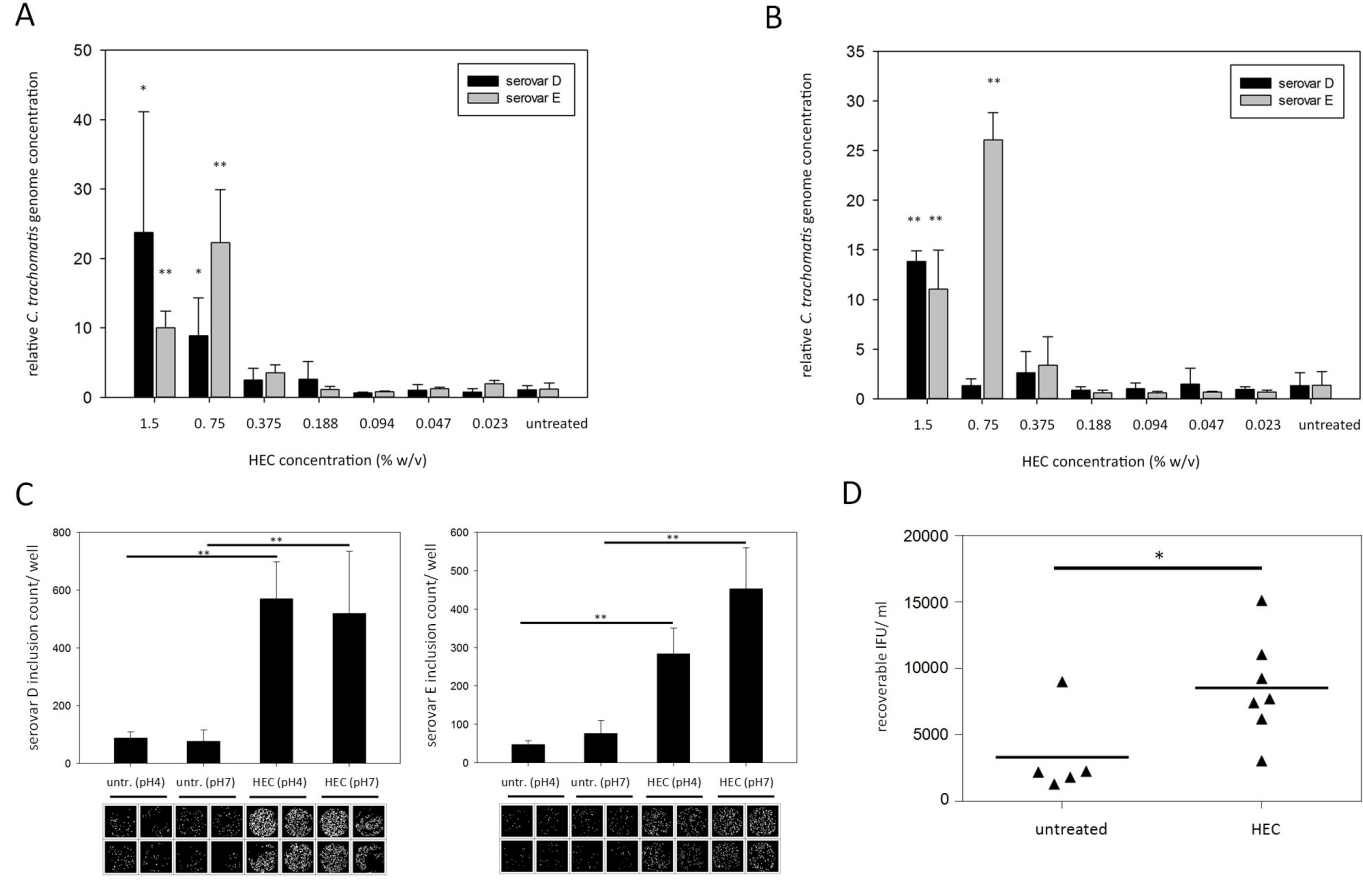 A
relative C. trachomatis genome concentration
50
40
30
20
10
0
serovar D
serovar E
*
**
*
**
1.5
0. 75
0.375
0.188
0.094
0.047
0.023
untreated
HEC concentration (% w/v)
B
relative C. trachomatis genome concentration
35
30
25
20
15
10
5
0
serovar D
serovar E
**
**
**
1.5
0. 75
0.375
0.188
0.094
0.047
0.023
untreated
HEC concentration (% w/v)
C
serovar D inclusion count/ well
800
600
400
200
0
**
**
untr. (pH4)
untr. (pH7)
HEC (pH4)
HEC (pH7)
serovar E inclusion count/ well
600
500
400
300
200
100
0
**
**
untr. (pH4)
untr. (pH7)
HEC (pH4)
HEC (pH7)
D
recoverable IFU/ ml
20000
15000
10000
5000
0
*
untreated
HEC